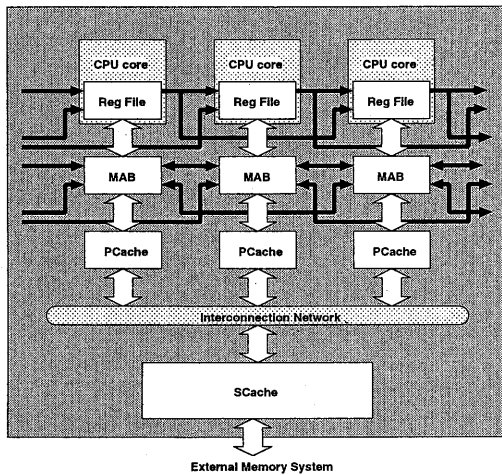 CPU core CPU core CPU core
Reg File Reg File Reg File
MAB MAB MAB
PCache PCache PCache
Interconnection Network
SCache
External Memory System